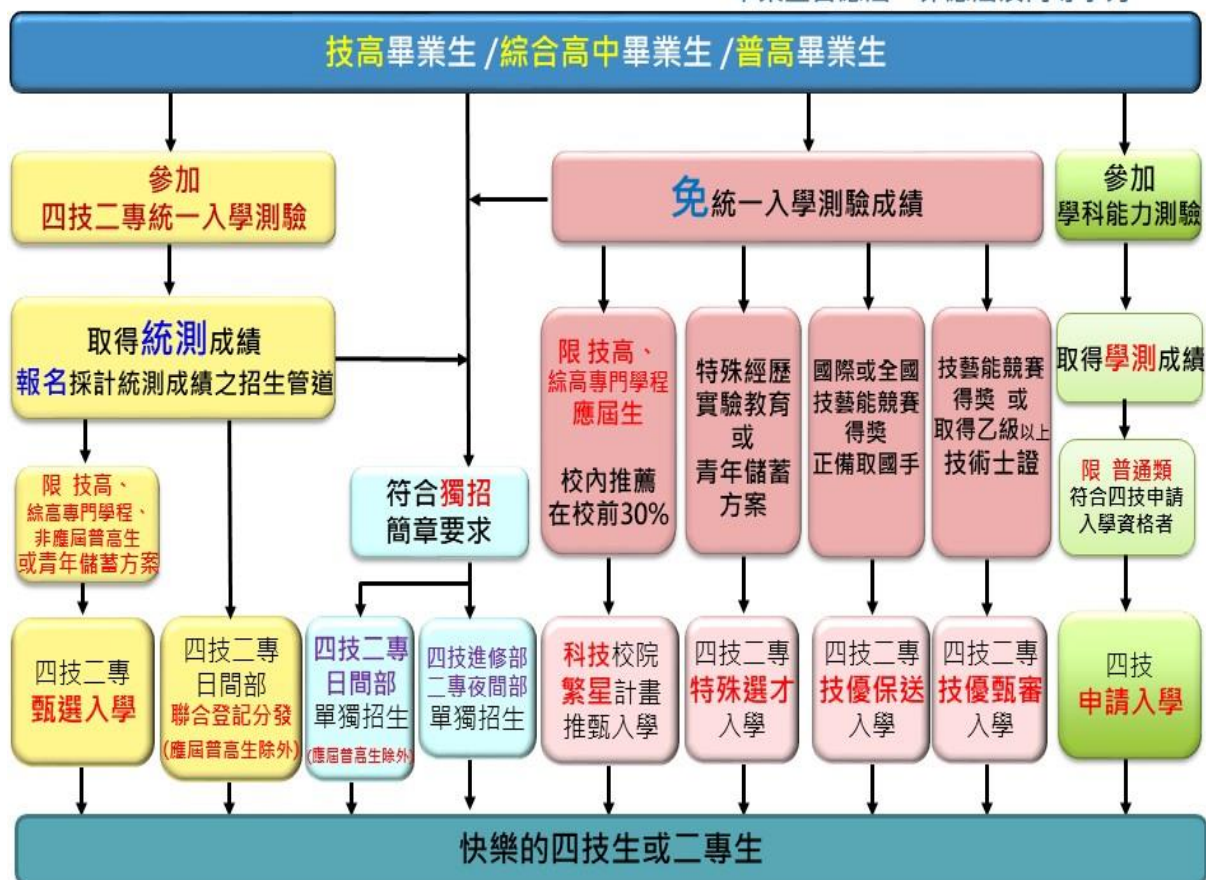 技高畢業生 /綜合高中畢業生 /普高畢業生
參加
四技二專統一入學測驗
免統一入學測驗成績
參加
學科能力測驗
取得統測成績
報名採計統測成績之招生管道
限 技高、
綜高專門學程
應屆生
校內推薦
在校前30%
特殊經歷
實驗教育
或
青年儲蓄
方案
國際或全國
技藝能競賽
得獎
正備取國手
技藝能競賽
得獎 或
取得乙級以上
技術士證
取得學測成績
限 技高、
綜高專門學程、
非應屆普高生
或青年儲蓄方案
符合獨招
簡章要求
限 普通類
符合四技申請
入學資格者
四技二專
甄選入學
四技二專
日間部
聯合登記分發
(應屆普高生除外)
四技二專
日間部
單獨招生
(應屆普高生除外)
四技進修部
二專夜間部
單獨招生
科技校院
繁星計畫
推甄入學
四技二專
特殊選才
入學
四技二專
技優保送
入學
四技二專
技優甄審
入學
四技
申請入學
快樂的四技生或二專生